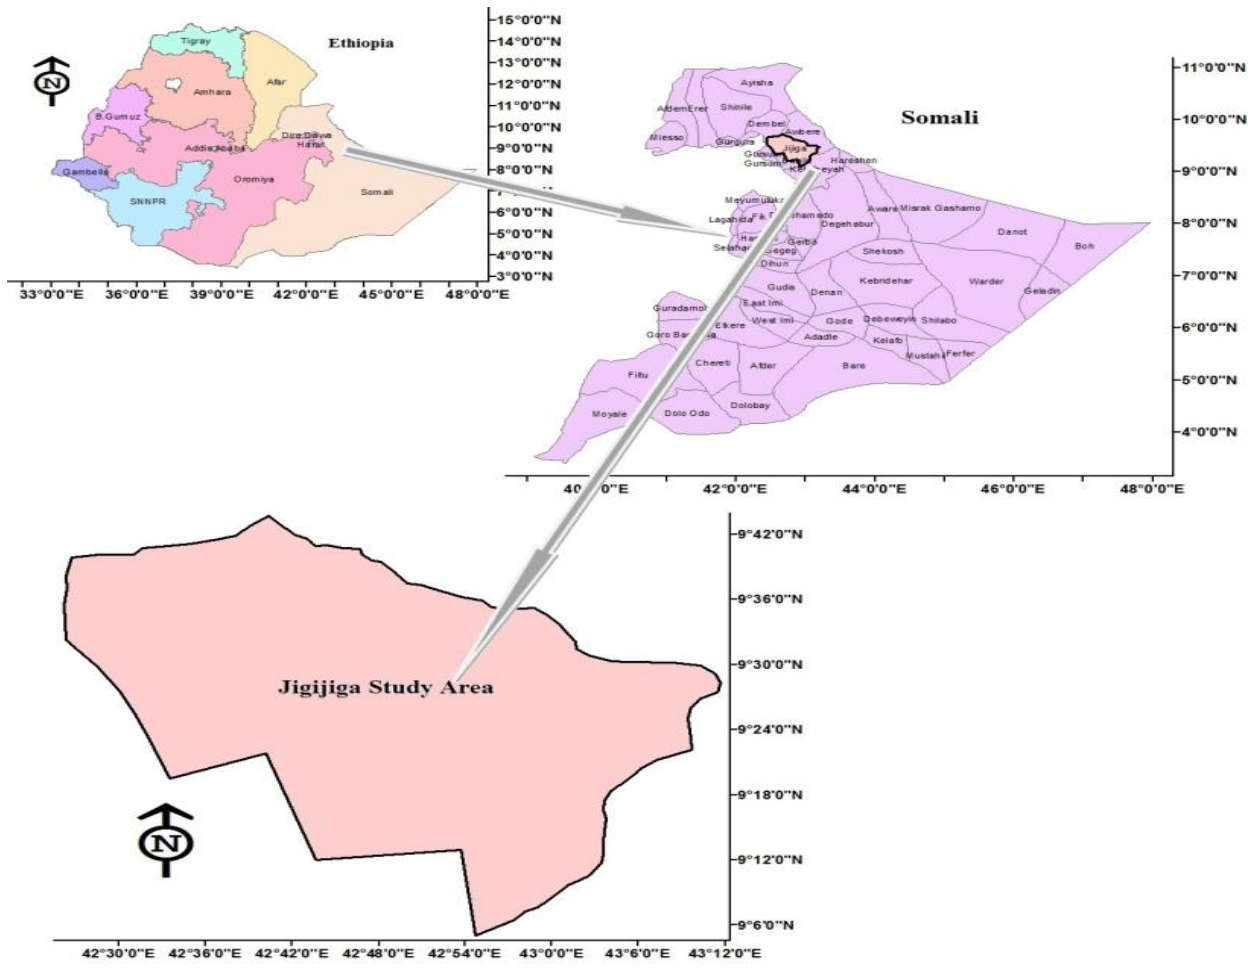 Ethiopia
Tigray
Afar
Amhara
B.Gumuz
Dire Dawa
Harar
Gambella
Oromiya
SNNPR
Somali
15°0'0"N
14°0'0"N
13°0'0"N
12°0'0"N
11°0'0"N
10°0'0"N
9°0'0"N
8°0'0"N
6°0'0"N
5°0'0"N
4°0'0"N
3°0'0"N
33°0'0"E
36°0'0"E
39°0'0"E
42°0'0"E
45°0'0"E
48°0'0"E
N
Somali
Ayisha
Erer
Shinile
Dembel
Miesso
Awbere
Gurgura
Jijiga
Hareshen
Meyumulukr
Lagahida
Fik
Degehabur
Aware
Misrak Gashamo
Danot
Boh
Gerbo
Shekosh
Dihun
Gudis
Denan
Kebridehar
Warder
Geladin
Guradamol
East Imi
West Imi
Elkere
Gode
Debeweyin
Shilabo
Adadle
Kelafo
Mustahil
Ferfer
Filtu
Chereti
Afder
Bare
Moyale
Dolo Odo
Dolobay
11°0'0"N
10°0'0"N
9°0'0"N
8°0'0"N
7°0'0"N
6°0'0"N
5°0'0"N
4°0'0"N
42°0'0"E
44°0'0"E
46°0'0"E
48°0'0"E
Jigijiga Study Area
N
9°42'0"N
9°36'0"N
9°30'0"N
9°24'0"N
9°18'0"N
9°12'0"N
9°6'0"N
42°30'0"E
42°36'0"E
42°42'0"E
42°48'0"E
42°54'0"E
43°0'0"E
43°6'0"E
43°12'0"E